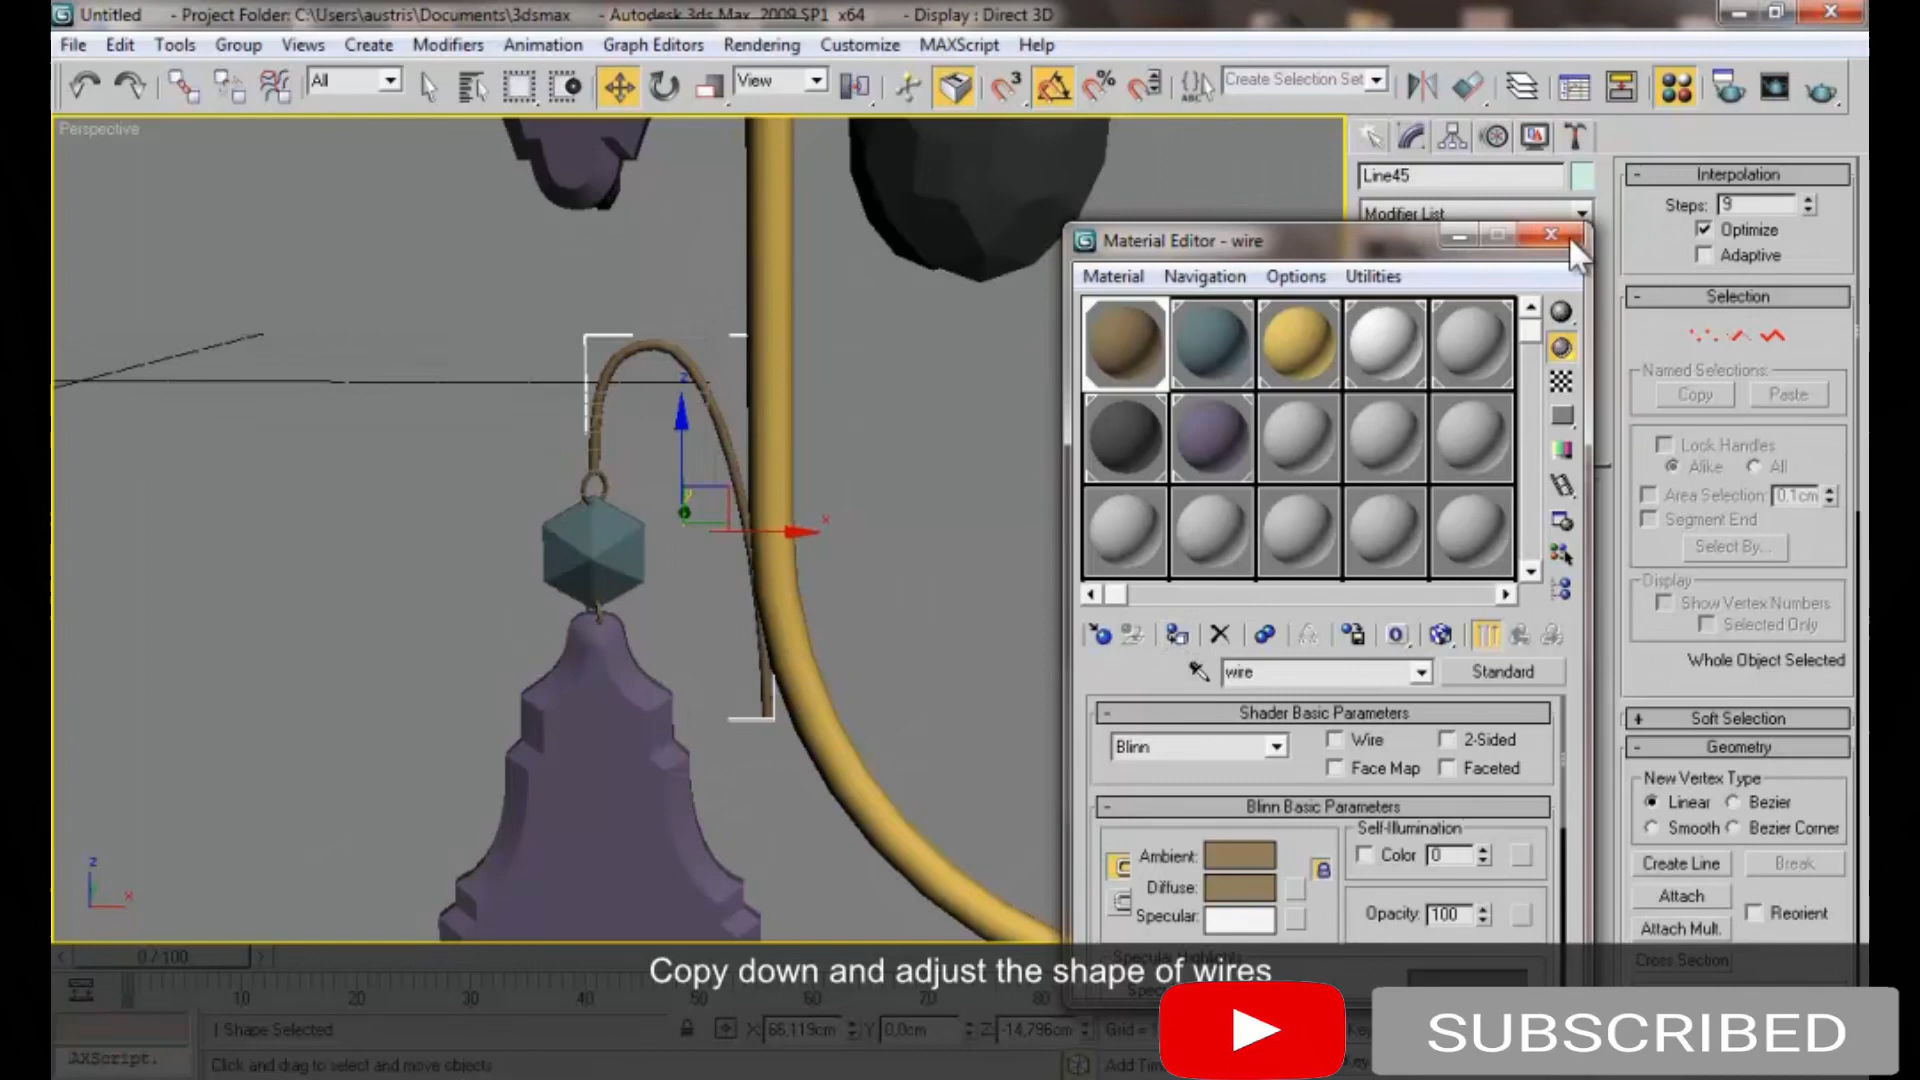 Untitled - Project Folder: C:\Users\austris\Documents\3dsmax - Autodesk 3ds Max 2009 SP1 x64 - Display : Direct 3D
File Edit Tools Group Views Create Modifiers Animation Graph Editors Rendering Customize MAXScript Help
All View Create Selection Set
Perspective
Line45
Modifier List
Interpolation
Steps: 9
Optimize
Adaptive
Selection
Named Selections:
Copy Paste
Lock Handles
Alike All
Area Selection: 0.1cm
Segment End
Select By...
Display
Show Vertex Numbers
Selected Only
Whole Object Selected
Soft Selection
Geometry
New Vertex Type
Linear Bezier
Smooth Bezier Corner
Create Line Break
Attach Reorient
Attach Mult.
Cross Section
Material Editor - wire
Material Navigation Options Utilities
wire Standard
Shader Basic Parameters
Blinn Wire 2-Sided
Face Map Faceted
Blinn Basic Parameters
Self-Illumination
Ambient: Color 0
Diffuse:
Specular: Opacity: 100
Specular Highlights
z x
z x y
0 / 100
Copy down and adjust the shape of wires
10 20 30 40 50 60 70 80
1 Shape Selected X: 66,119cm Y: 0,0cm Z: -14,796cm
AXScript. Click and drag to select and move objects
SUBSCRIBED